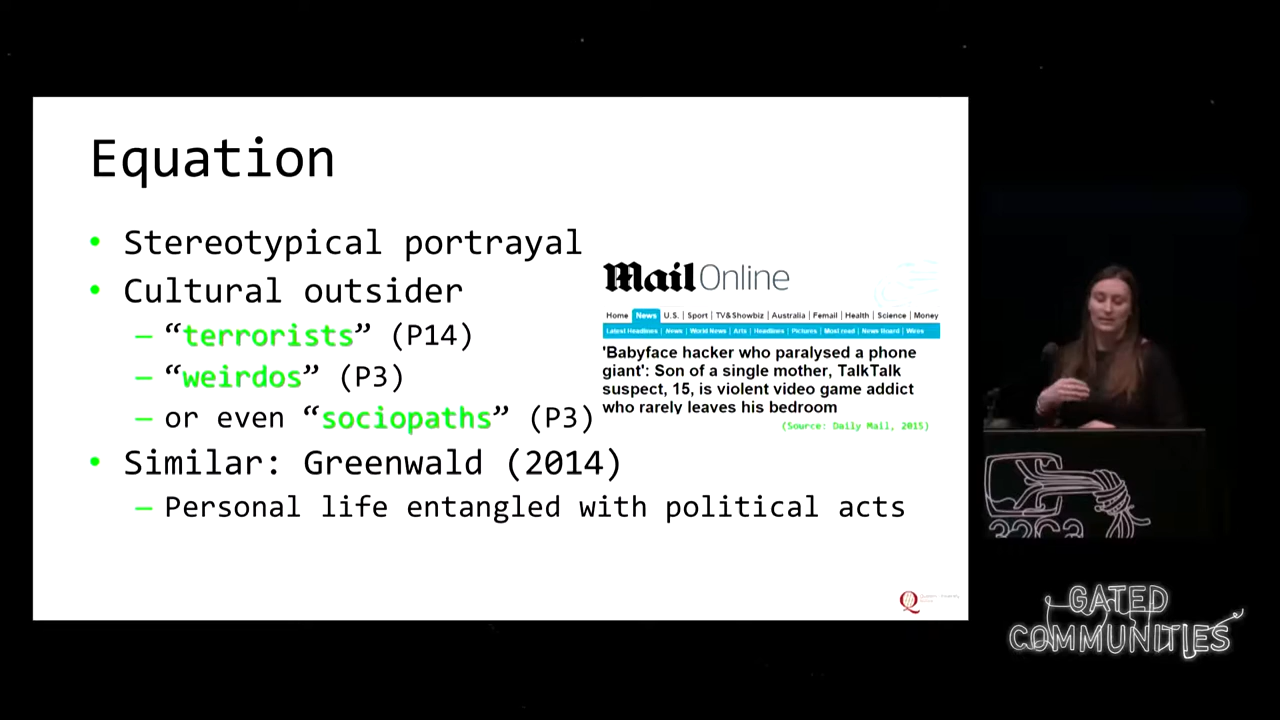 Equation
• Stereotypical portrayal
• Cultural outsider
– “terrorists” (P14)
– “weirdos” (P3)
– or even “sociopaths” (P3)
• Similar: Greenwald (2014)
– Personal life entangled with political acts
Mail Online
Home News U.S. Sport TV&Showbiz Australia Femail Health Science Money
Latest Headlines News World News Arts Headlines Pictures Most read News Board Wires
'Babyface hacker who paralysed a phone
giant': Son of a single mother, TalkTalk
suspect, 15, is violent video game addict
who rarely leaves his bedroom
(Source: Daily Mail, 2015)
32C3
GATED
COMMUNITIES